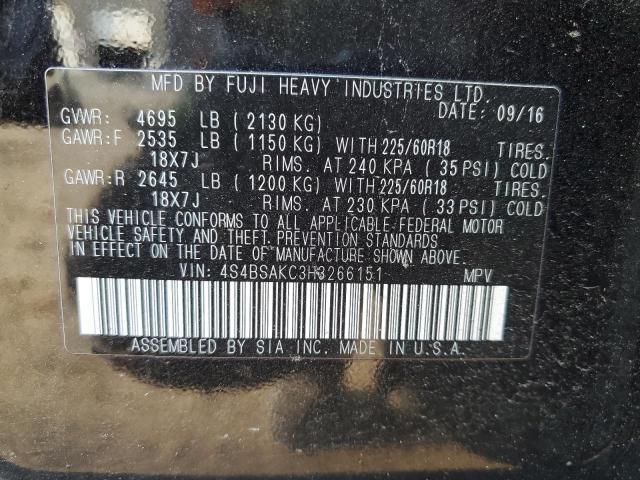 MFD BY FUJI HEAVY INDUSTRIES LTD.
DATE: 09/16
GVWR: 4695 LB ( 2130 KG)
GAWR:F 2535 LB ( 1150 KG) WITH 225/60R18 TIRES.
18X7J RIMS. AT 240 KPA ( 35 PSI) COLD
GAWR:R 2645 LB ( 1200 KG) WITH 225/60R18 TIRES.
18X7J RIMS. AT 230 KPA ( 33 PSI) COLD
THIS VEHICLE CONFORMS TO ALL APPLICABLE FEDERAL MOTOR
VEHICLE SAFETY AND THEFT PREVENTION STANDARDS
IN EFFECT ON THE DATE OF MANUFACTURE SHOWN ABOVE.
VIN: 4S4BSAKC3H3266151 MPV
ASSEMBLED BY SIA INC. MADE IN U.S.A.